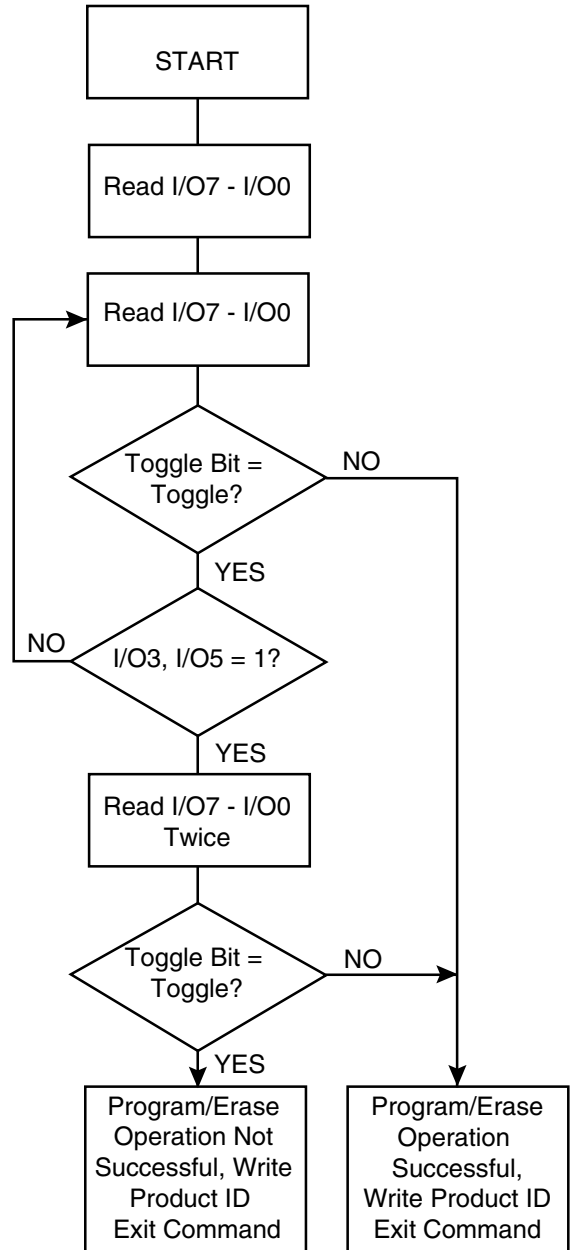 START
Read I/O7 - I/O0
Read I/O7 - I/O0
Toggle Bit =
Toggle?
NO
YES
NO
I/O3, I/O5 = 1?
YES
Read I/O7 - I/O0
Twice
Toggle Bit =
Toggle?
NO
YES
Program/Erase
Operation Not
Successful, Write
Product ID
Exit Command
Program/Erase
Operation
Successful,
Write Product ID
Exit Command